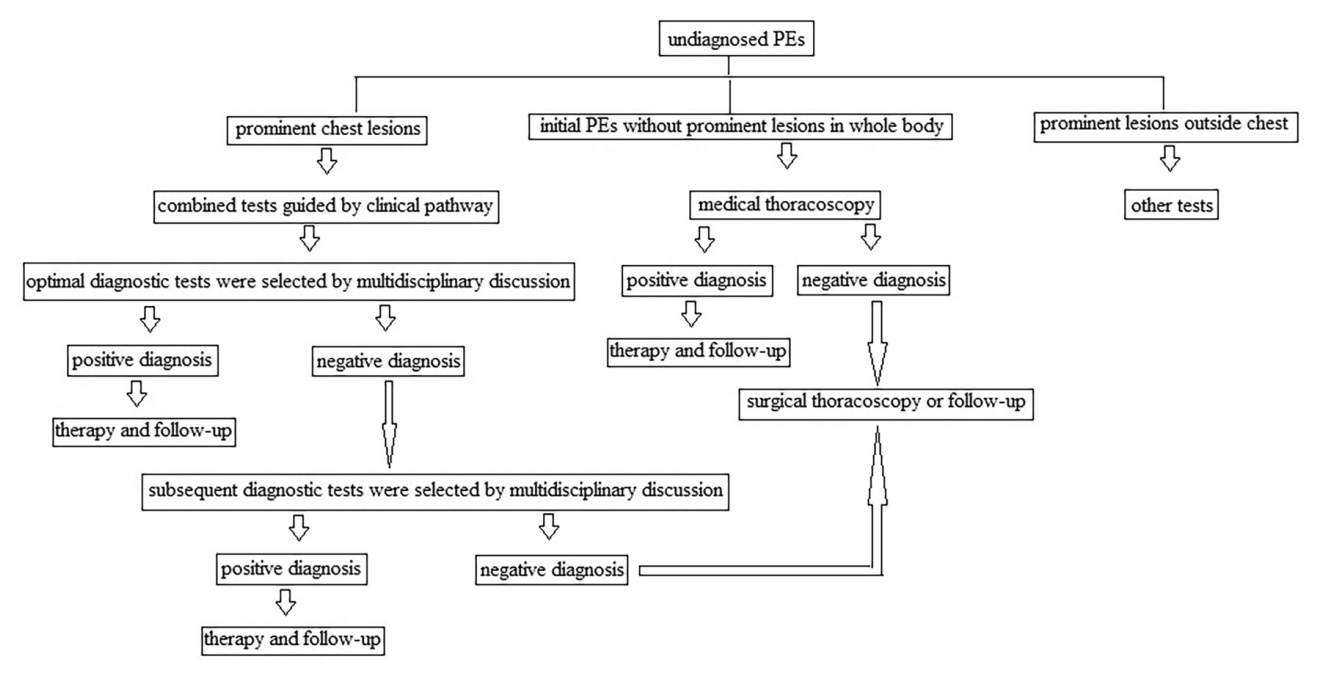 undiagnosed PEs
prominent chest lesions
initial PEs without prominent lesions in whole body
prominent lesions outside chest
combined tests guided by clinical pathway
medical thoracoscopy
other tests
optimal diagnostic tests were selected by multidisciplinary discussion
positive diagnosis
negative diagnosis
positive diagnosis
negative diagnosis
therapy and follow-up
therapy and follow-up
surgical thoracoscopy or follow-up
subsequent diagnostic tests were selected by multidisciplinary discussion
positive diagnosis
negative diagnosis
therapy and follow-up